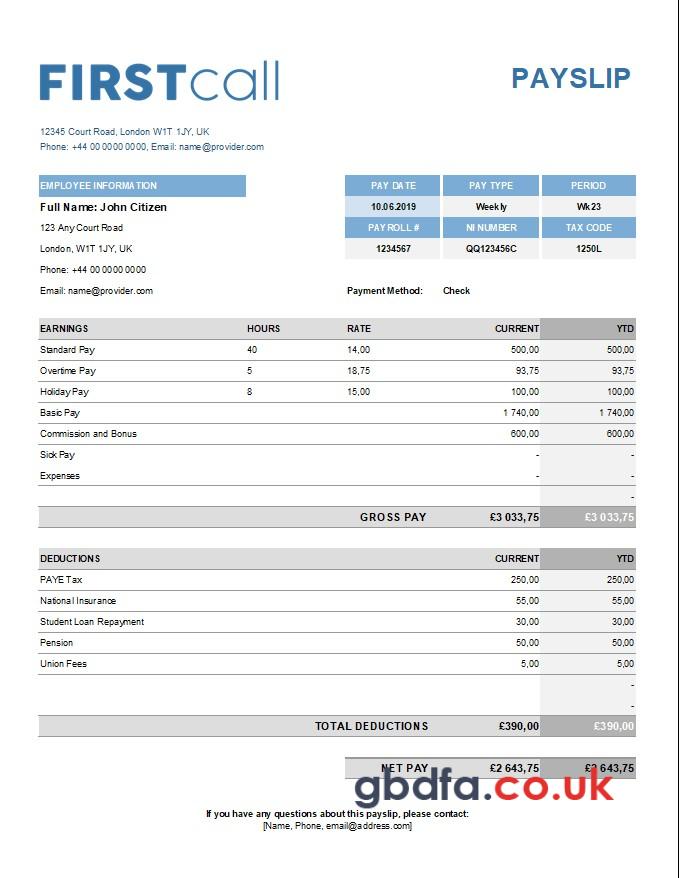 FIRSTcall
PAYSLIP
12345 Court Road, London W1T 1JY, UK
Phone: +44 00 0000 0000, Email: name@provider.com
EMPLOYEE INFORMATION PAY DATE PAY TYPE PERIOD
Full Name: John Citizen 10.06.2019 Weekly Wk23
123 Any Court Road PAYROLL # NI NUMBER TAX CODE
London, W1T 1JY, UK 1234567 QQ123456C 1250L
Phone: +44 00 0000 0000
Email: name@provider.com Payment Method: Check
EARNINGS HOURS RATE CURRENT YTD
Standard Pay 40 14,00 500,00 500,00
Overtime Pay 5 18,75 93,75 93,75
Holiday Pay 8 15,00 100,00 100,00
Basic Pay 1 740,00 1 740,00
Commission and Bonus 600,00 600,00
Sick Pay - -
Expenses - -
-
GROSS PAY £3 033,75 £3 033,75
DEDUCTIONS CURRENT YTD
PAYE Tax 250,00 250,00
National Insurance 55,00 55,00
Student Loan Repayment 30,00 30,00
Pension 50,00 50,00
Union Fees 5,00 5,00
-
-
TOTAL DEDUCTIONS £390,00 £390,00
NET PAY £2 643,75 £2 643,75
gbdfa.co.uk
If you have any questions about this payslip, please contact:
[Name, Phone, email@address.com]